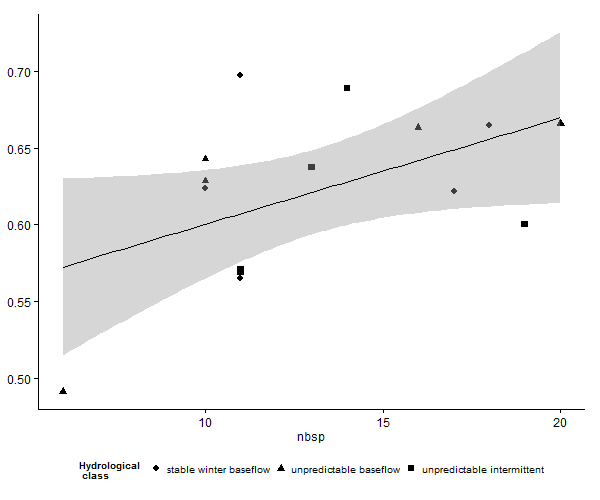 0.70
0.65
0.60
0.55
0.50
10 15 20
nbsp
Hydrological
class
stable winter baseflow unpredictable baseflow unpredictable intermittent